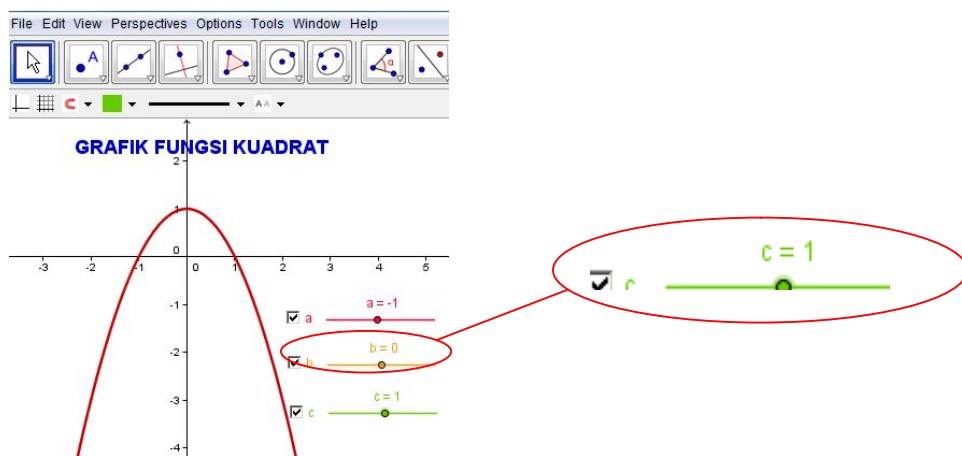 File Edit View Perspectives Options Tools Window Help
A
α
A A
GRAFIK FUNGSI KUADRAT
2
1
0
-3 -2 -1 0 1 2 3 4 5
-1
-2
-3
-4
a = -1
a
b = 0
b
c = 1
c
c = 1
c